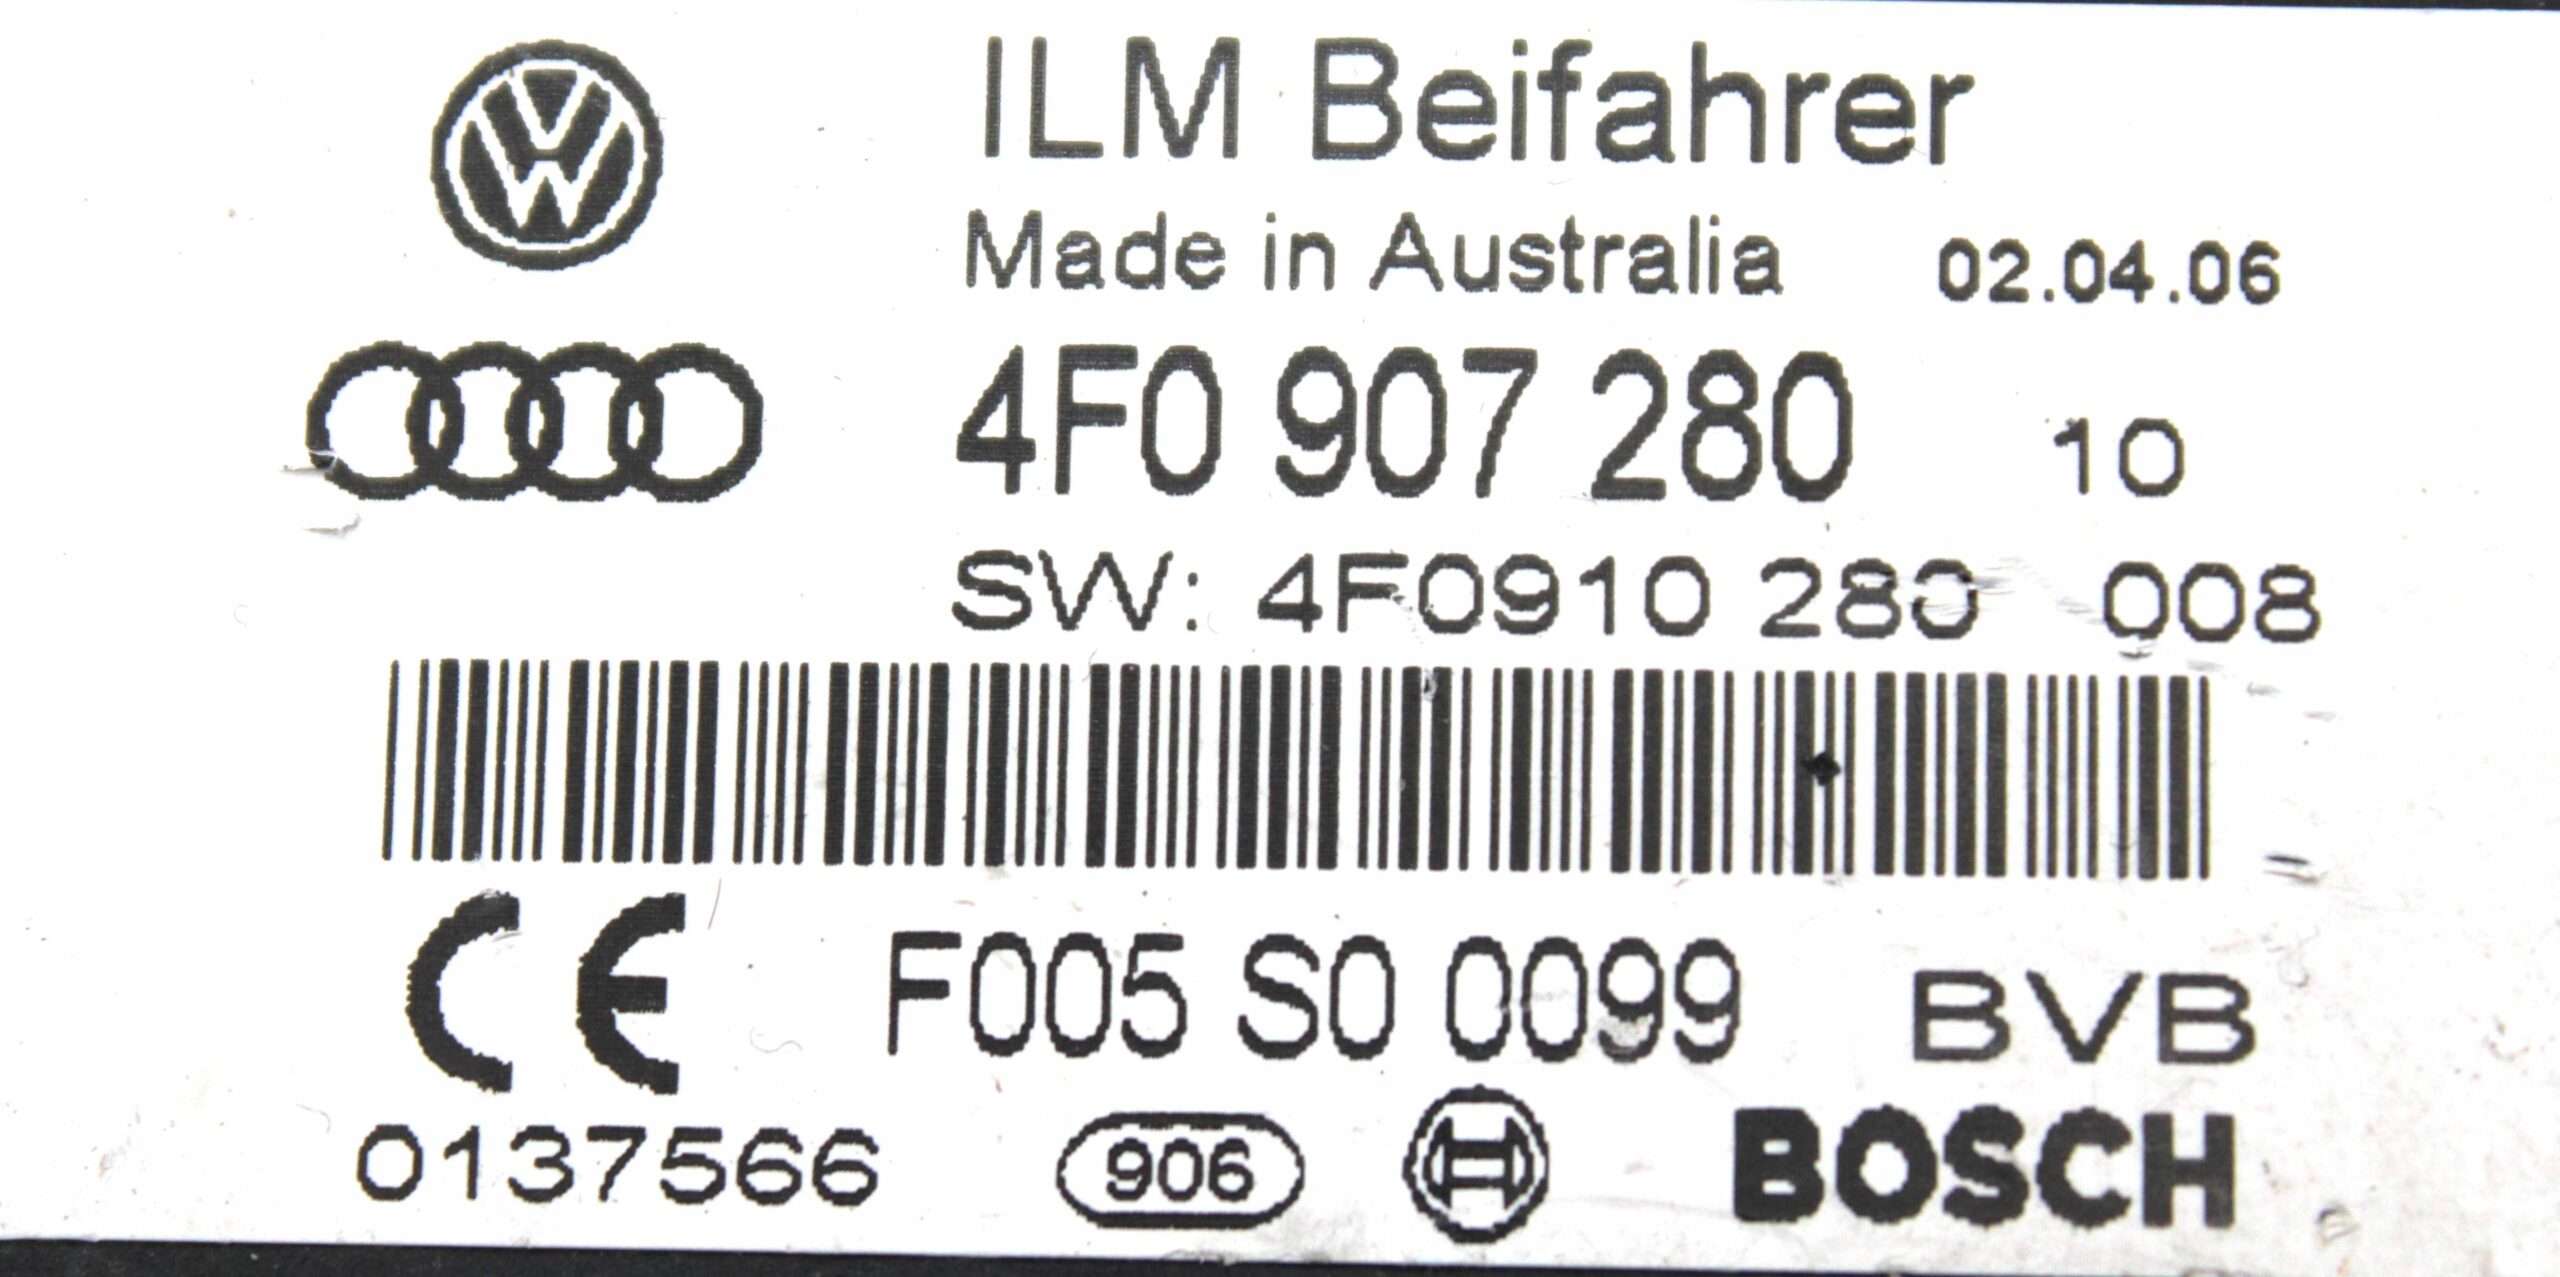 ILM Beifahrer
Made in Australia 02.04.06
4F0 907 280 10
SW: 4F0910 280 008
CE F005 S0 0099 BVB
0137566 906 BOSCH